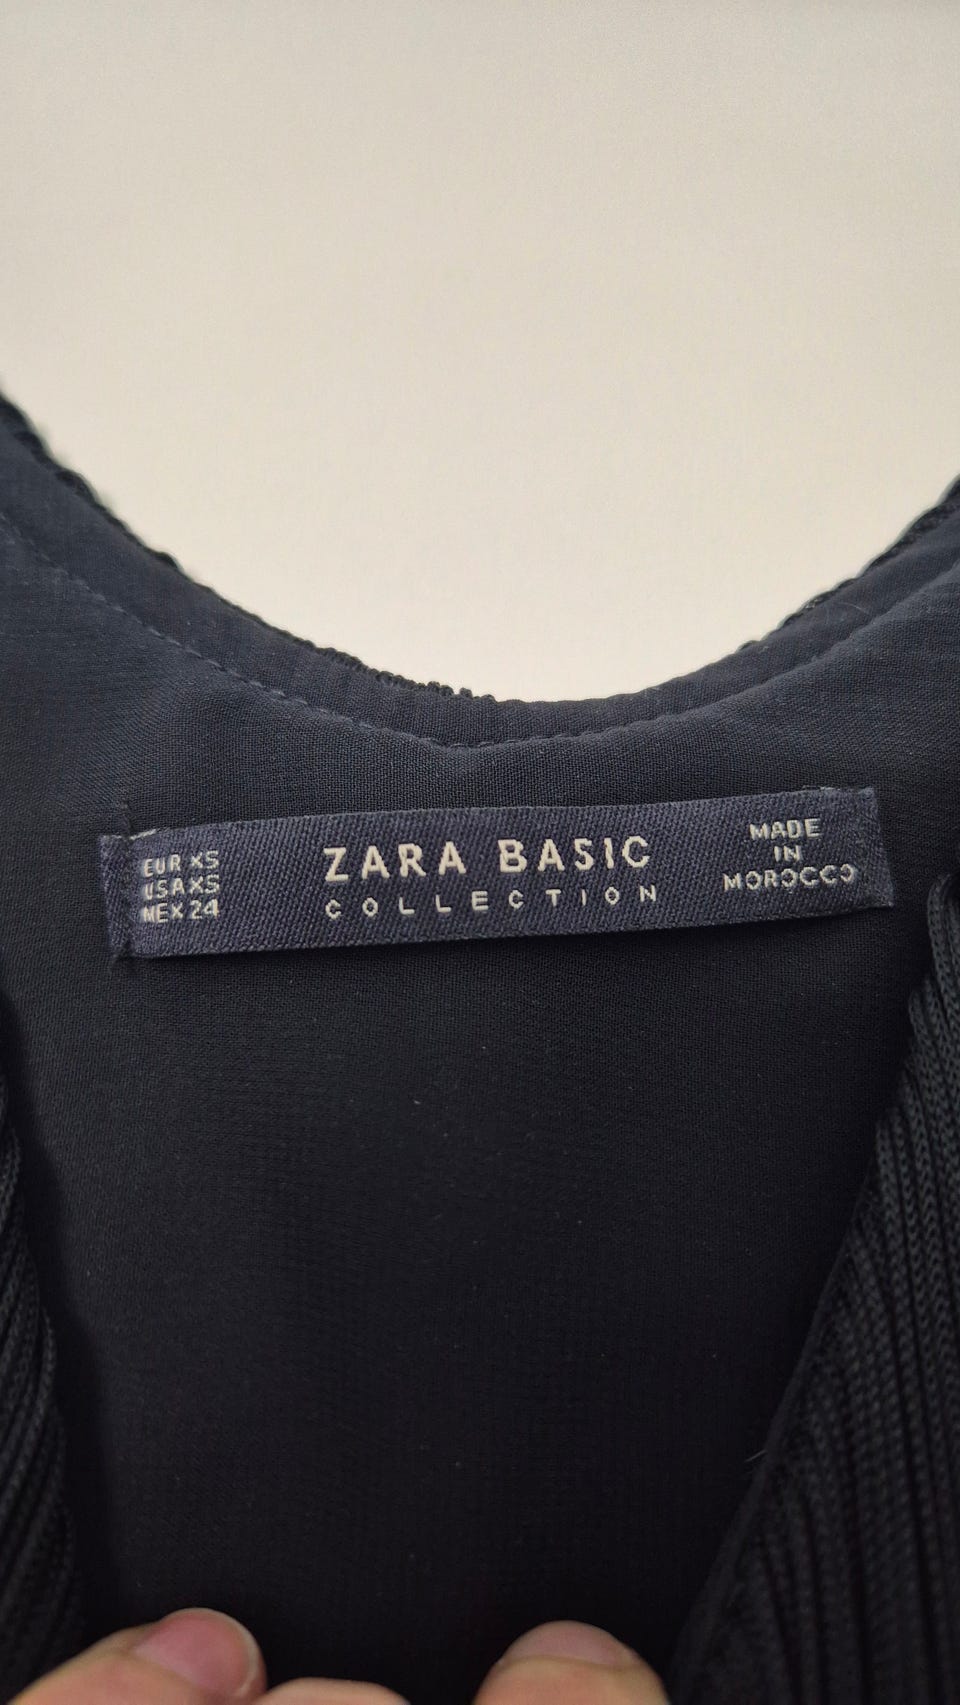 EUR XS
USA XS
MEX 24
ZARA BASIC
COLLECTION
MADE
IN
MOROCCO